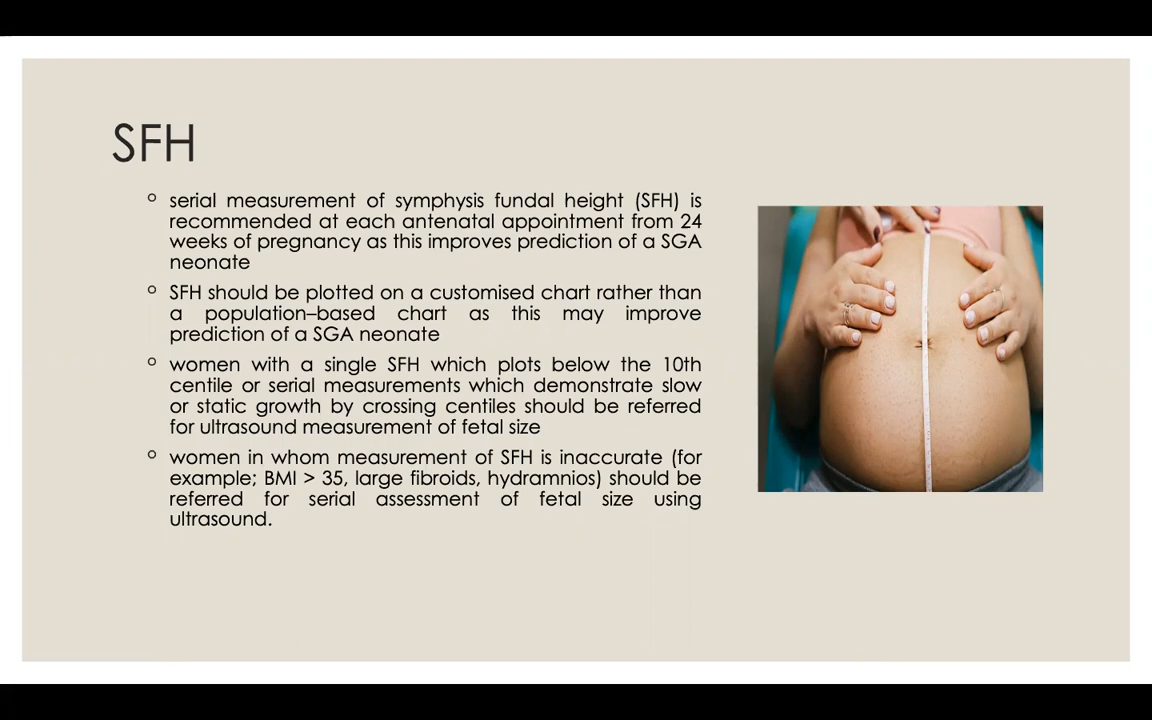 SFH
serial measurement of symphysis fundal height (SFH) is
recommended at each antenatal appointment from 24
weeks of pregnancy as this improves prediction of a SGA
neonate
SFH should be plotted on a customised chart rather than
a population–based chart as this may improve
prediction of a SGA neonate
women with a single SFH which plots below the 10th
centile or serial measurements which demonstrate slow
or static growth by crossing centiles should be referred
for ultrasound measurement of fetal size
women in whom measurement of SFH is inaccurate (for
example; BMI > 35, large fibroids, hydramnios) should be
referred for serial assessment of fetal size using
ultrasound.